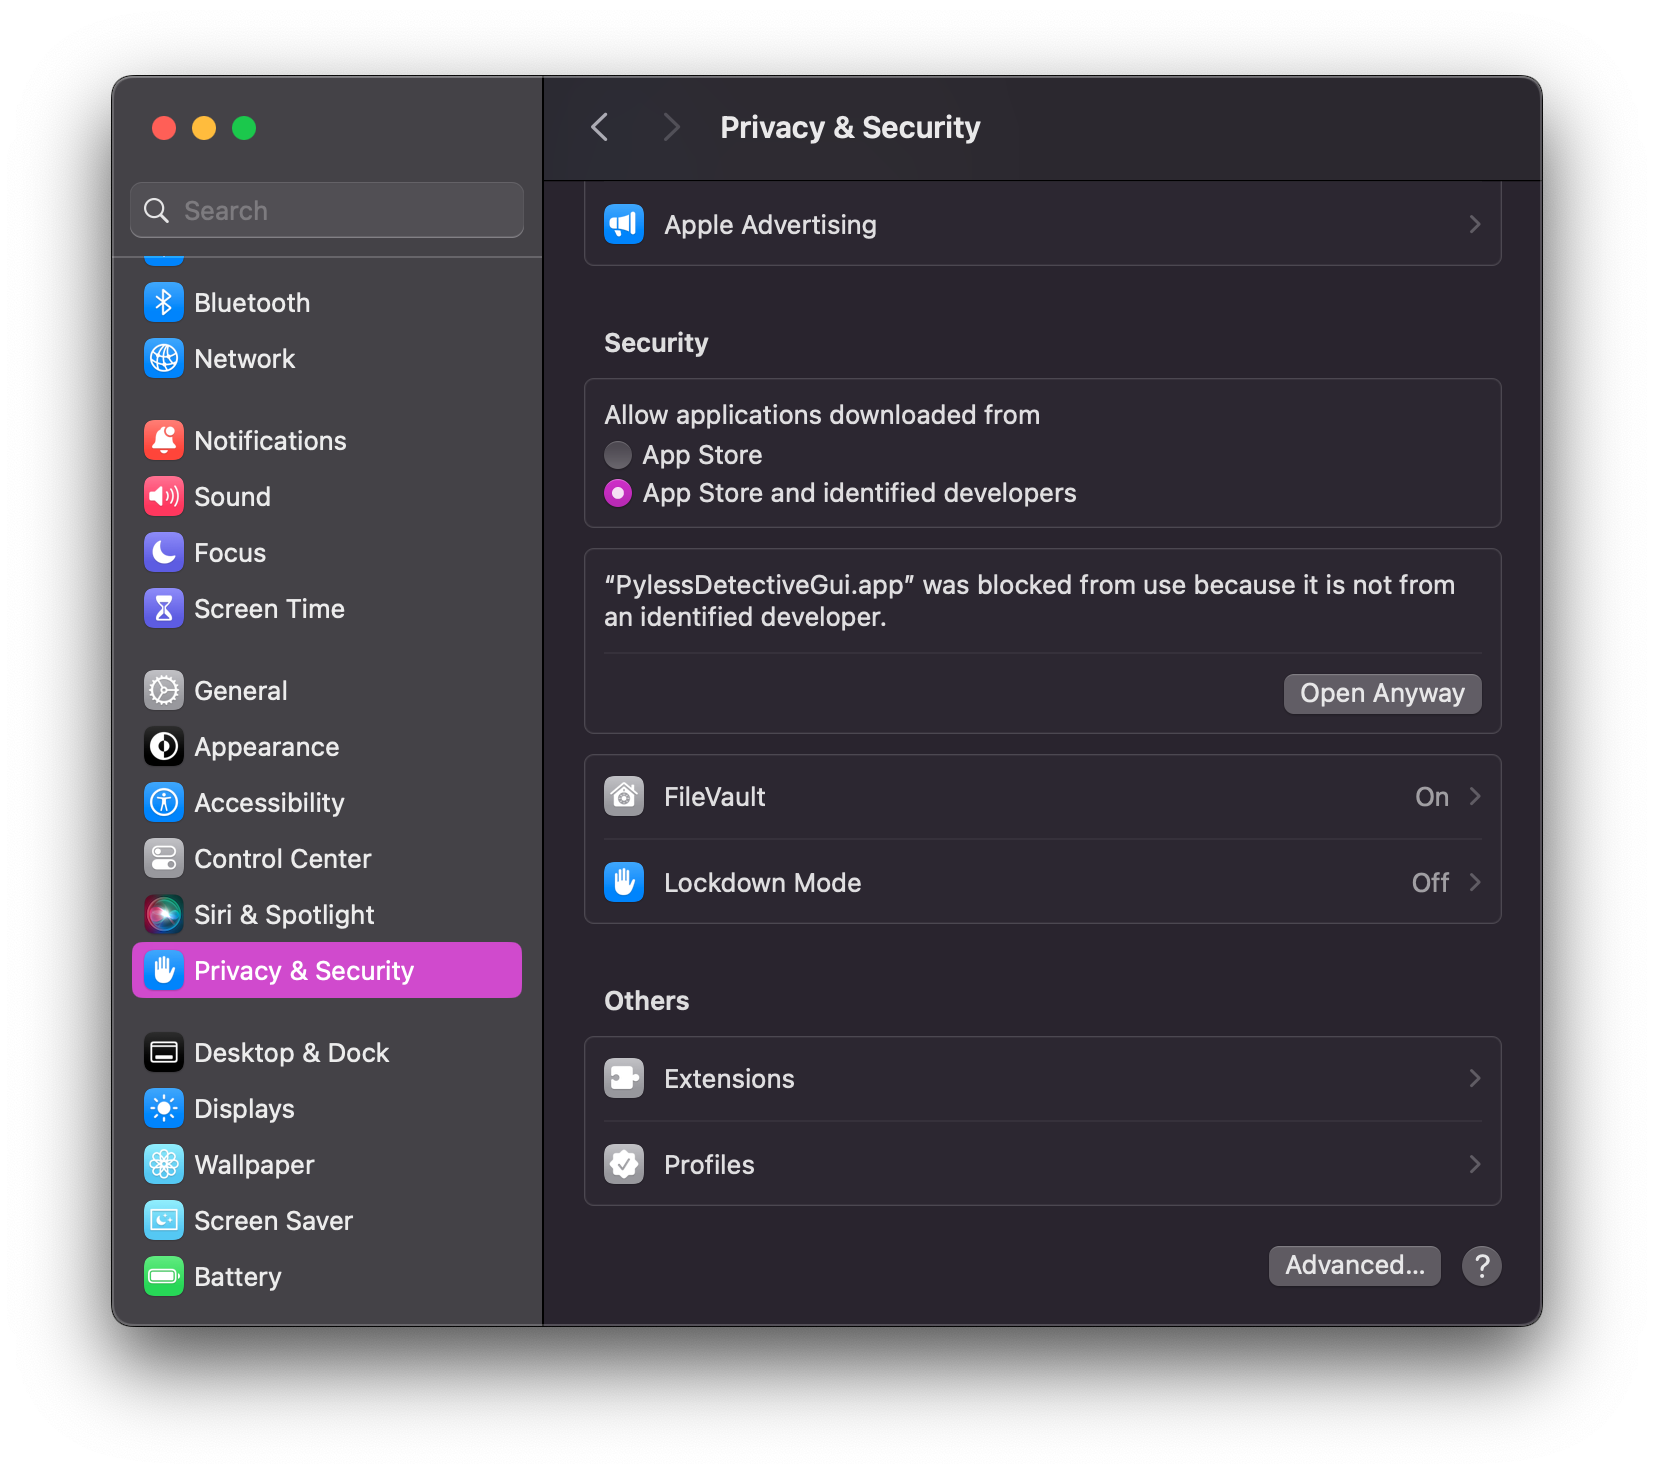 Search
Bluetooth
Network
Notifications
Sound
Focus
Screen Time
General
Appearance
Accessibility
Control Center
Siri & Spotlight
Privacy & Security
Desktop & Dock
Displays
Wallpaper
Screen Saver
Battery
Privacy & Security
Apple Advertising
Security
Allow applications downloaded from
App Store
App Store and identified developers
“PylessDetectiveGui.app” was blocked from use because it is not from
an identified developer.
Open Anyway
FileVault On
Lockdown Mode Off
Others
Extensions
Profiles
Advanced... ?